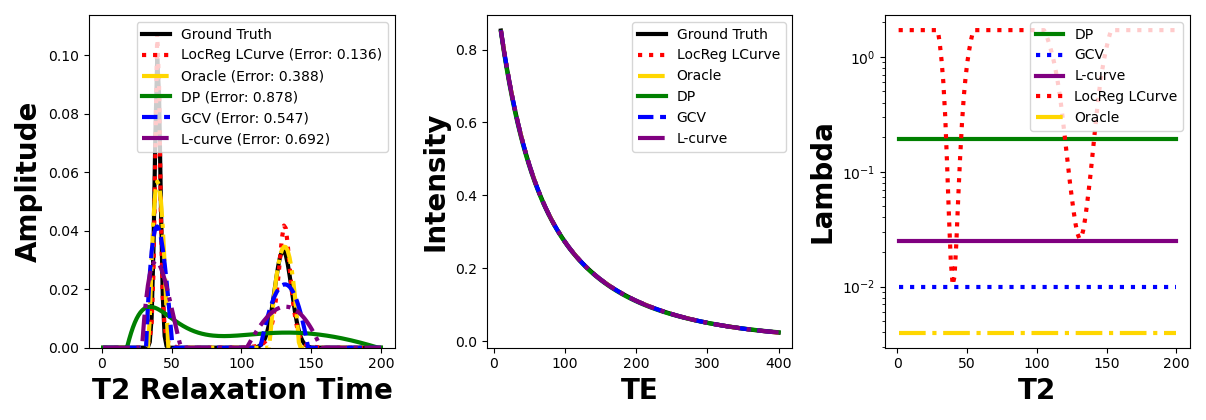 Amplitude
0.10
0.08
0.06
0.04
0.02
0.00
Ground Truth
LocReg LCurve (Error: 0.136)
Oracle (Error: 0.388)
DP (Error: 0.878)
GCV (Error: 0.547)
L-curve (Error: 0.692)
0 50 100 150 200
T2 Relaxation Time
Intensity
0.8
0.6
0.4
0.2
0.0
Ground Truth
LocReg LCurve
Oracle
DP
GCV
L-curve
0 100 200 300 400
TE
Lambda
10⁰
10⁻¹
10⁻²
DP
GCV
L-curve
LocReg LCurve
Oracle
0 50 100 150 200
T2